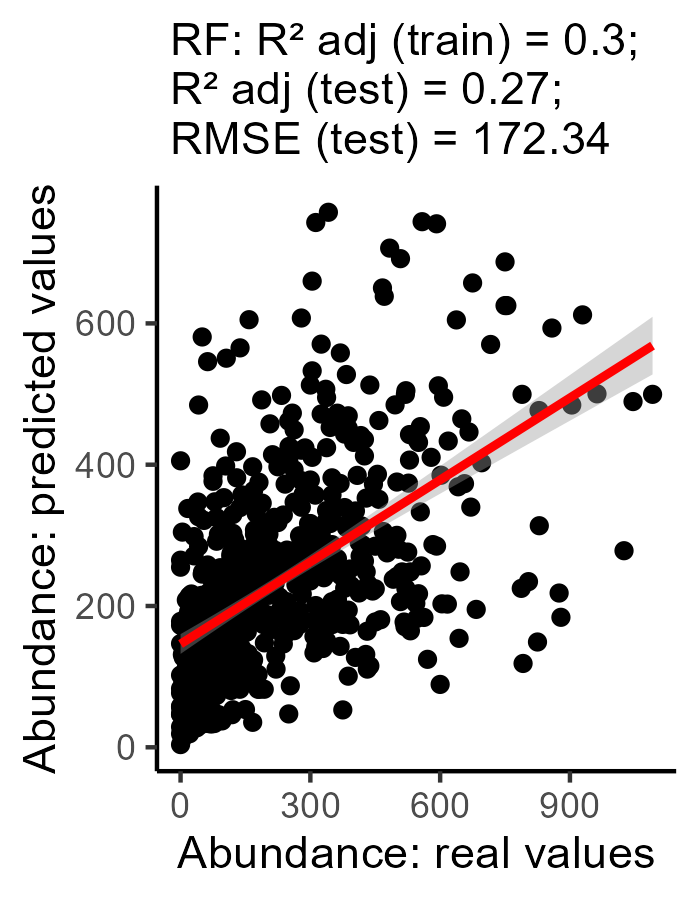 RF: R² adj (train) = 0.3;
R² adj (test) = 0.27;
RMSE (test) = 172.34
Abundance: predicted values
600
400
200
0
0 300 600 900
Abundance: real values